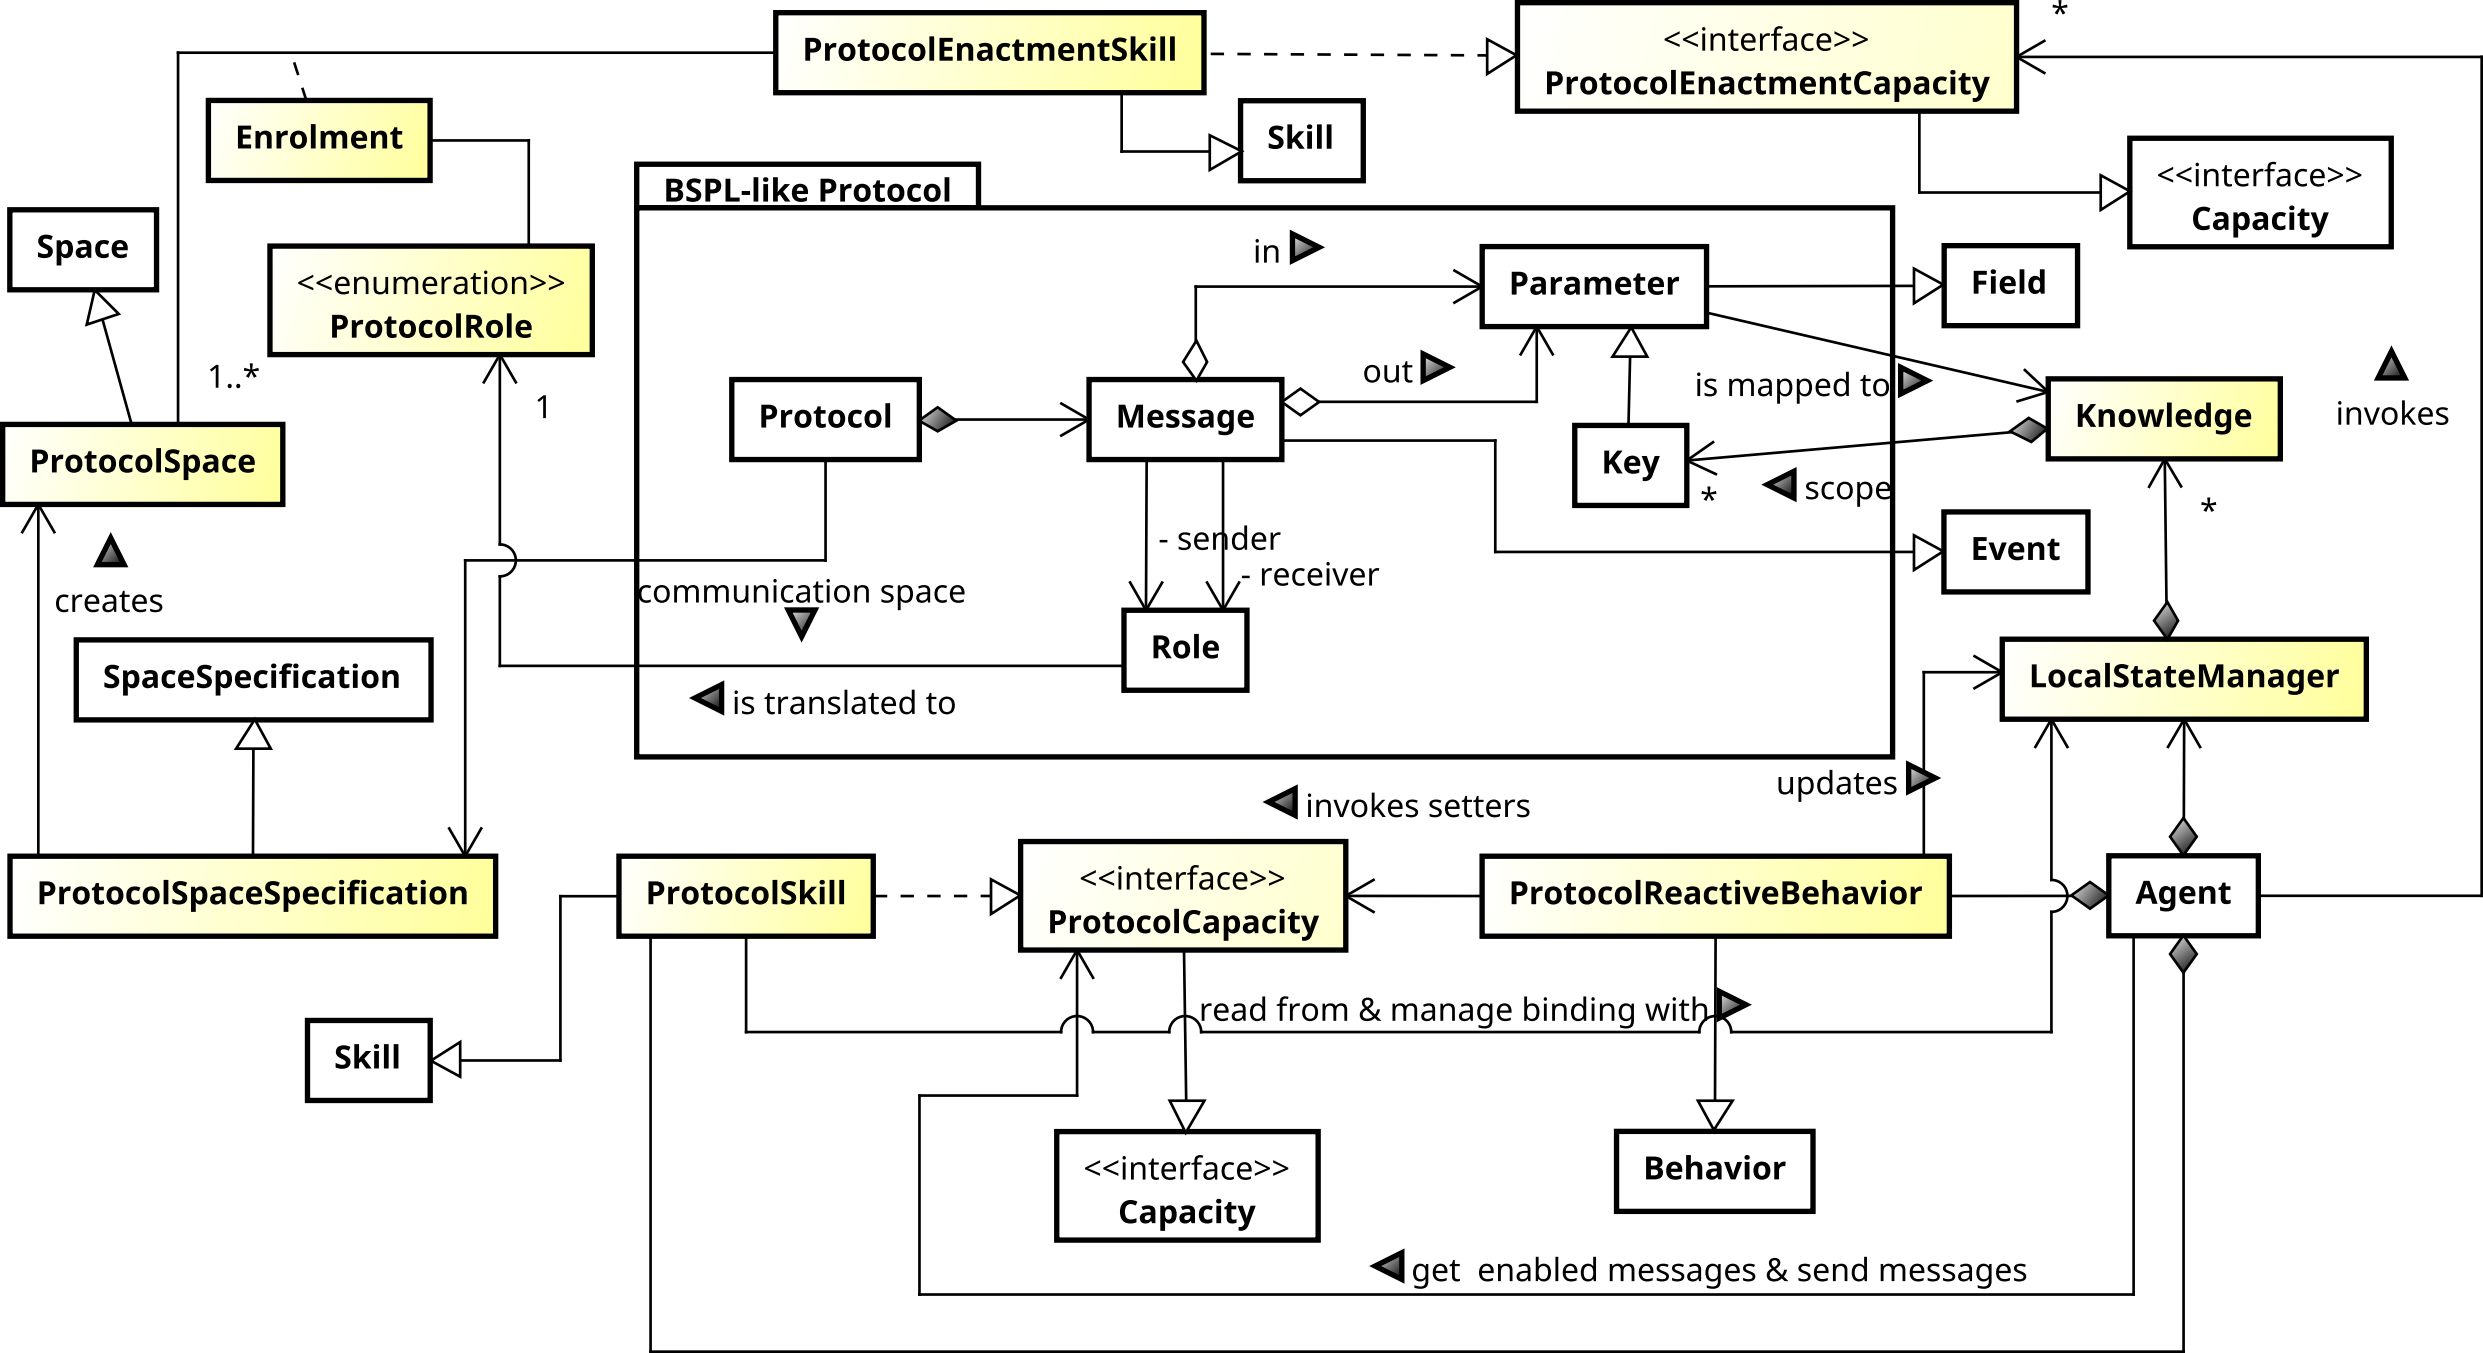 ProtocolEnactmentSkill
<<interface>>
ProtocolEnactmentCapacity
*
Enrolment
Skill
<<interface>>
Capacity
BSPL-like Protocol
Space
<<enumeration>>
ProtocolRole
in
Parameter
Field
1..*
1
out
is mapped to
invokes
Protocol
Message
Key
*
scope
Knowledge
*
ProtocolSpace
- sender
- receiver
Event
creates
communication space
Role
is translated to
SpaceSpecification
LocalStateManager
updates
invokes setters
ProtocolSpaceSpecification
ProtocolSkill
<<interface>>
ProtocolCapacity
ProtocolReactiveBehavior
Agent
read from & manage binding with
Skill
<<interface>>
Capacity
Behavior
get  enabled messages & send messages